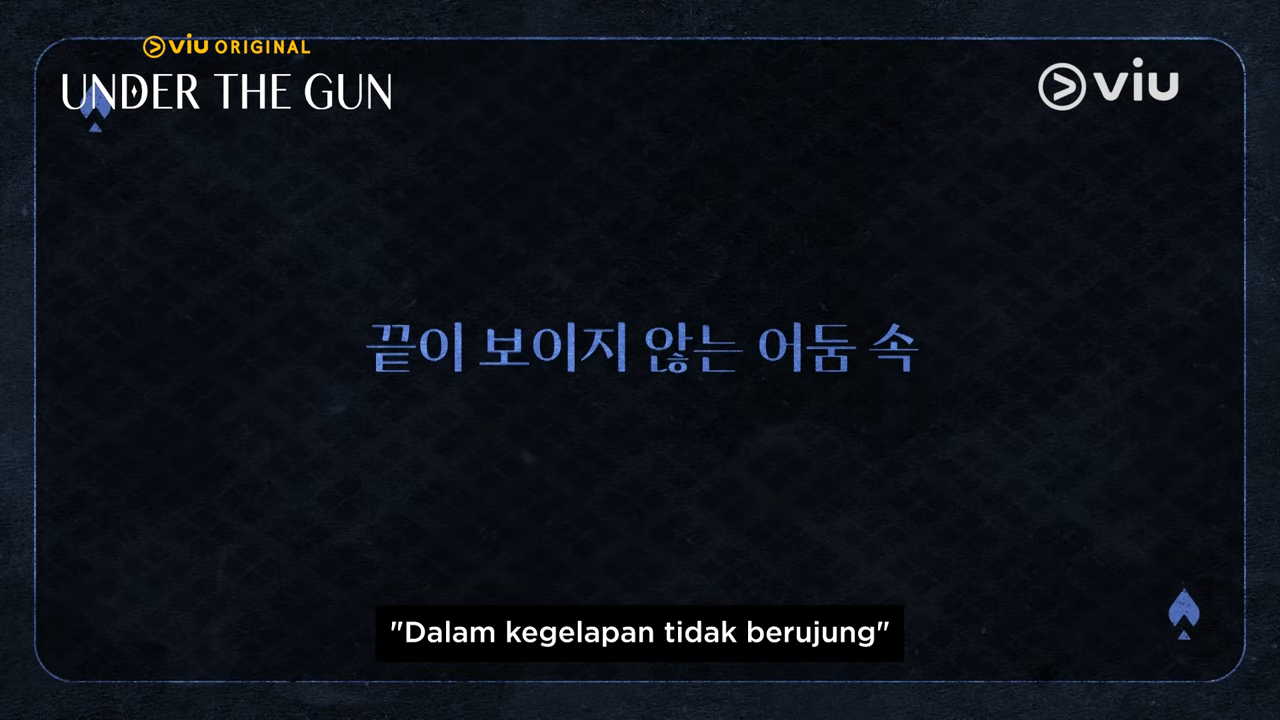 viu ORIGINAL
UNDER THE GUN
viu
끝이 보이지 않는 어둠 속
"Dalam kegelapan tidak berujung"